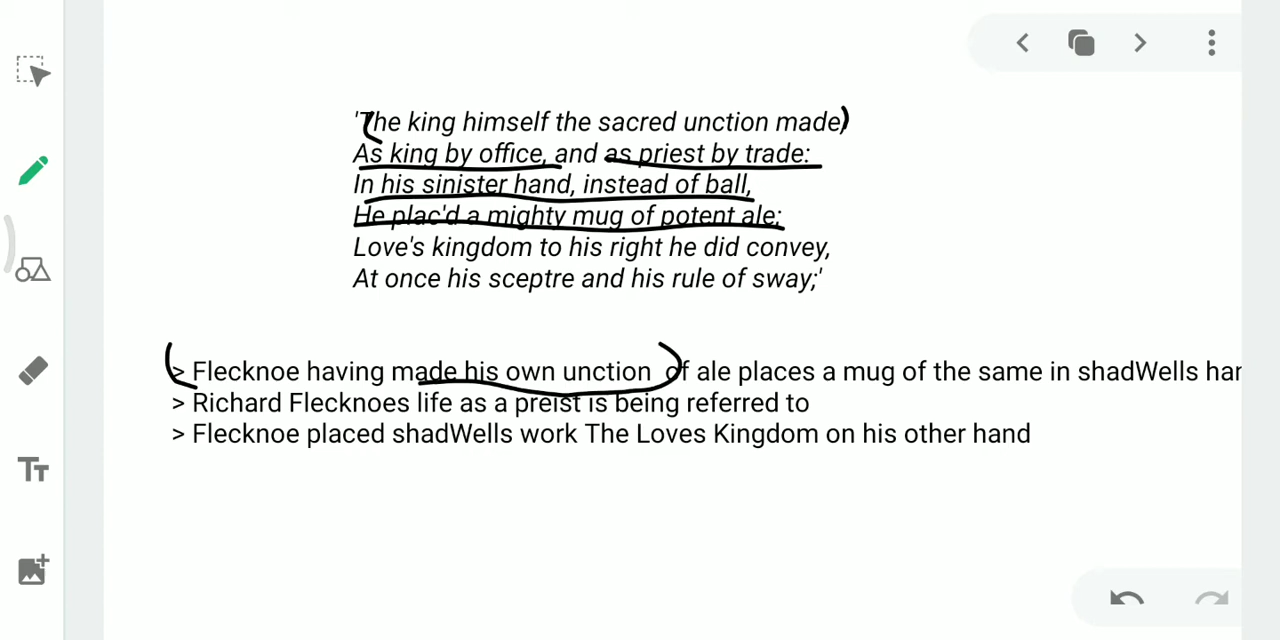 'The king himself the sacred unction made,
As king by office, and as priest by trade:
In his sinister hand, instead of ball,
He plac'd a mighty mug of potent ale;
Love's kingdom to his right he did convey,
At once his sceptre and his rule of sway;'
> Flecknoe having made his own unction of ale places a mug of the same in shadWells
> Richard Flecknoes life as a preist is being referred to
> Flecknoe placed shadWells work The Loves Kingdom on his other hand
Tт